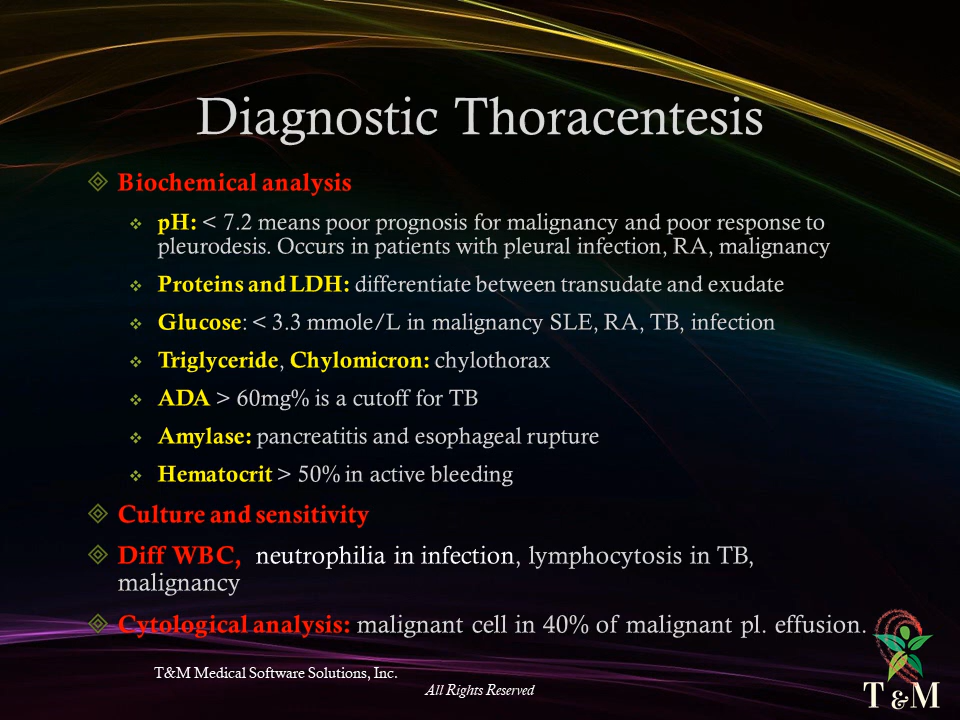 Diagnostic Thoracentesis
Biochemical analysis
pH: < 7.2 means poor prognosis for malignancy and poor response to
pleurodesis. Occurs in patients with pleural infection, RA, malignancy
Proteins and LDH: differentiate between transudate and exudate
Glucose: < 3.3 mmole/L in malignancy SLE, RA, TB, infection
Triglyceride, Chylomicron: chylothorax
ADA > 60mg% is a cutoff for TB
Amylase: pancreatitis and esophageal rupture
Hematocrit > 50% in active bleeding
Culture and sensitivity
Diff WBC, neutrophilia in infection, lymphocytosis in TB,
malignancy
Cytological analysis: malignant cell in 40% of malignant pl. effusion.
T&M Medical Software Solutions, Inc.
All Rights Reserved
T & M